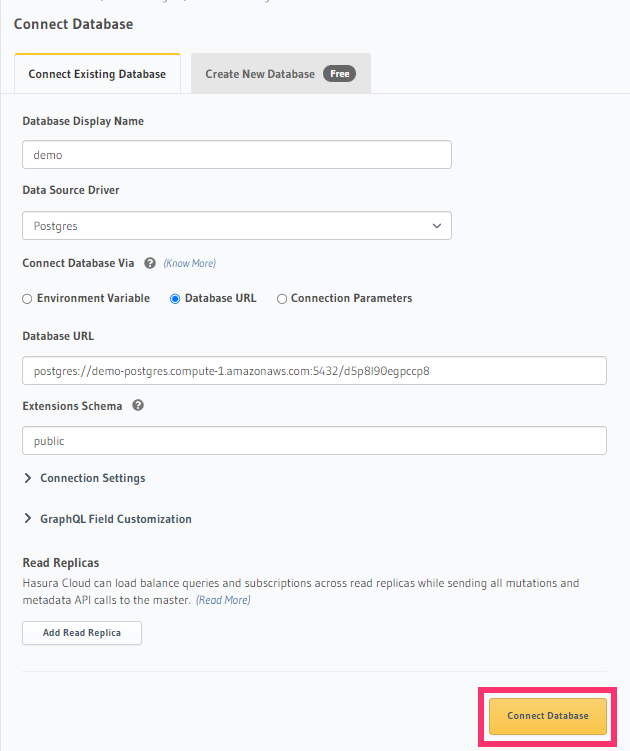 Connect Database
Connect Existing Database
Create New Database Free
Database Display Name
demo
Data Source Driver
Postgres
Connect Database Via ? (Know More)
Environment Variable Database URL Connection Parameters
Database URL
postgres://demo-postgres.compute-1.amazonaws.com:5432/d5p8l90egpccp8
Extensions Schema ?
public
Connection Settings
GraphQL Field Customization
Read Replicas
Hasura Cloud can load balance queries and subscriptions across read replicas while sending all mutations and
metadata API calls to the master. (Read More)
Add Read Replica
Connect Database